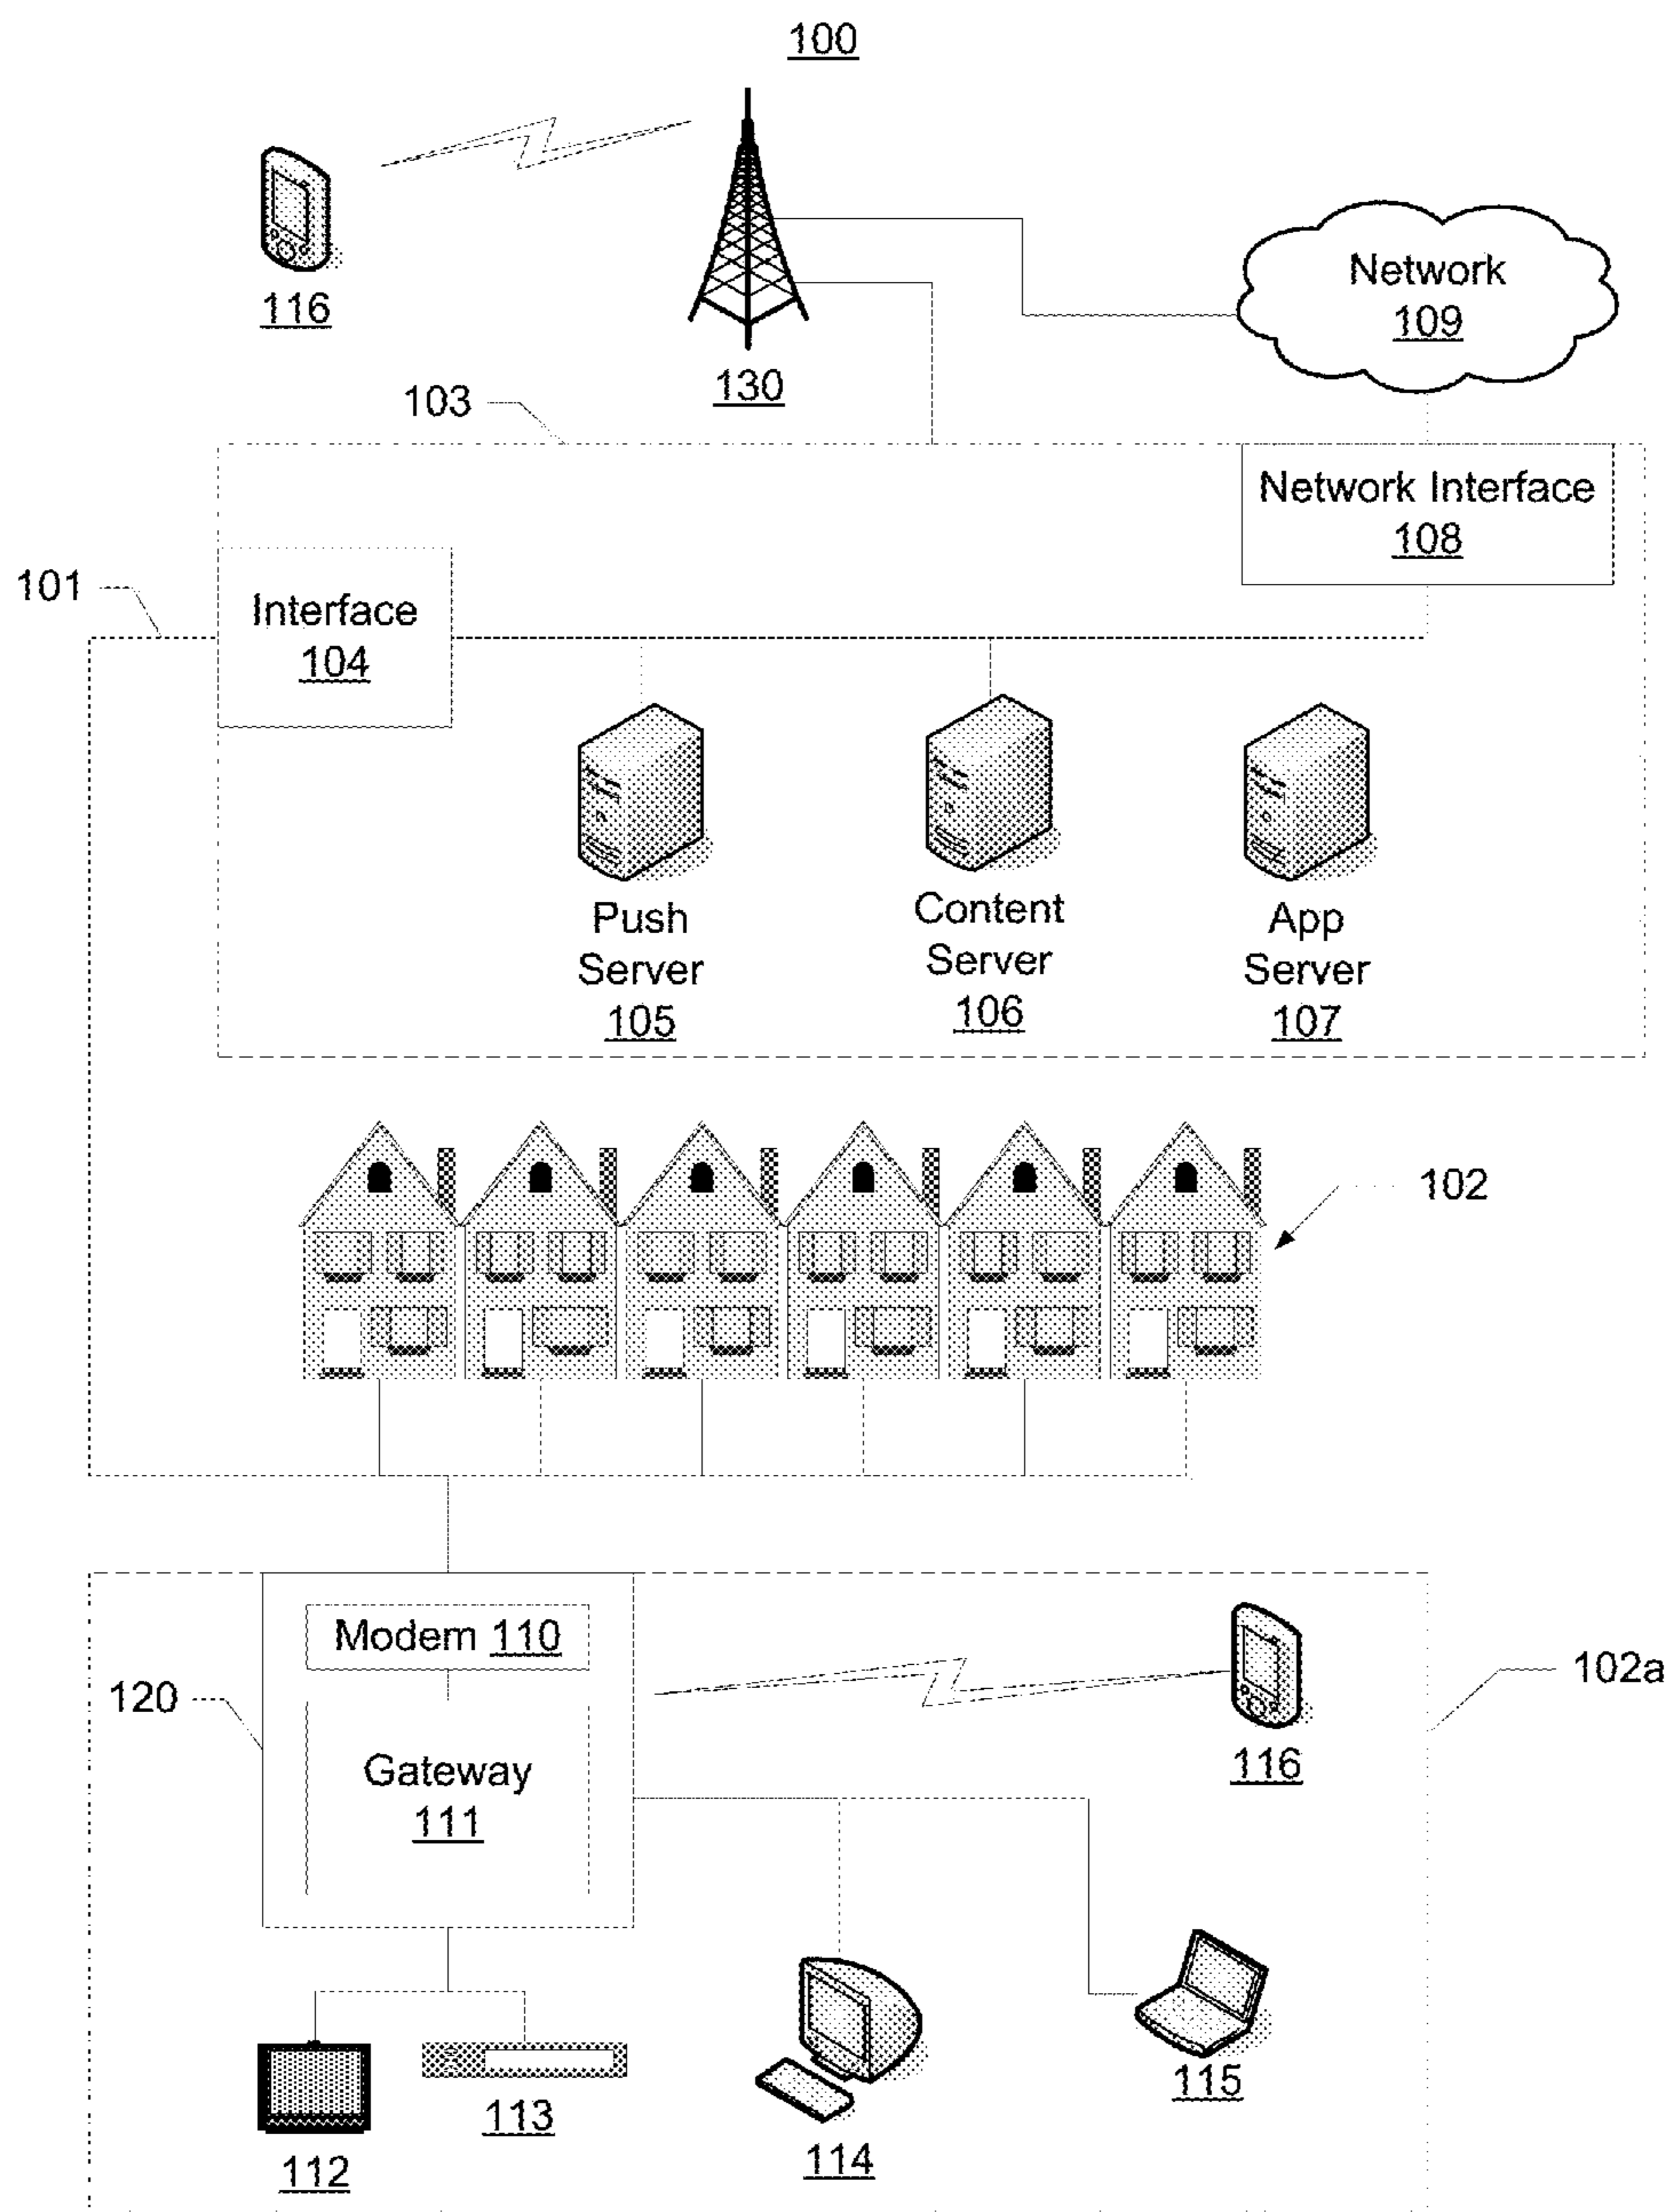 100
116
130
Network
109
103
Network Interface
108
101
Interface
104
Push
Server
105
Content
Server
106
App
Server
107
102
Modem 110
120
Gateway
111
116
102a
112
113
114
115